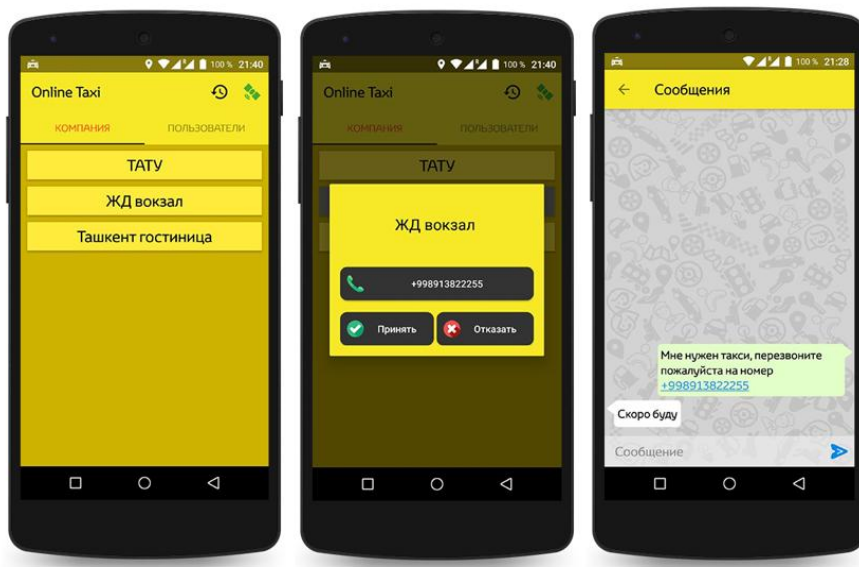 100 % 21:40
Online Taxi
КОМПАНИЯ ПОЛЬЗОВАТЕЛИ
ТАТУ
ЖД вокзал
Ташкент гостиница
100 % 21:40
Online Taxi
КОМПАНИЯ ПОЛЬЗОВАТЕЛИ
ТАТУ
ЖД вокзал
+998913822255
Принять Отказать
100 % 21:28
Сообщения
Мне нужен такси, перезвоните
пожалуйста на номер
+998913822255
Скоро буду
Сообщение